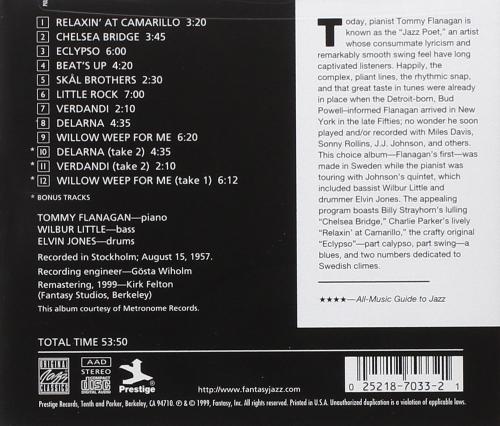 1 RELAXIN' AT CAMARILLO 3:20
2 CHELSEA BRIDGE 3:45
3 ECLYPSO 6:00
4 BEAT'S UP 4:20
5 SKÅL BROTHERS 2:30
6 LITTLE ROCK 7:00
7 VERDANDI 2:10
8 DELARNA 4:35
9 WILLOW WEEP FOR ME 6:20
* 10 DELARNA (take 2) 4:35
* 11 VERDANDI (take 2) 2:10
* 12 WILLOW WEEP FOR ME (take 1) 6:12
* BONUS TRACKS
TOMMY FLANAGAN—piano
WILBUR LITTLE—bass
ELVIN JONES—drums
Recorded in Stockholm; August 15, 1957.
Recording engineer—Gösta Wiholm
Remastering, 1999—Kirk Felton
(Fantasy Studios, Berkeley)
This album courtesy of Metronome Records.
TOTAL TIME 53:50
Today, pianist Tommy Flanagan is
known as the "Jazz Poet," an artist
whose consummate lyricism and
remarkably smooth swing feel have long
captivated listeners. Happily, the
complex, pliant lines, the rhythmic snap,
and that great taste in tunes were already
in place when the Detroit-born, Bud
Powell–informed Flanagan arrived in New
York in the late Fifties; no wonder he soon
played and/or recorded with Miles Davis,
Sonny Rollins, J.J. Johnson, and others.
This choice album—Flanagan's first—was
made in Sweden while the pianist was
touring with Johnson's quintet, which
included bassist Wilbur Little and
drummer Elvin Jones. The appealing
program boasts Billy Strayhorn's lulling
"Chelsea Bridge," Charlie Parker's lively
"Relaxin' at Camarillo," the crafty original
"Eclypso"—part calypso, part swing—a
blues, and two numbers dedicated to
Swedish climes.
★★★★—All-Music Guide to Jazz
ORIGINAL
Jazz
CLASSICS
AAD
STEREO
COMPACT
disc
DIGITAL AUDIO
Prestige
http://www.fantasyjazz.com
0 25218-7033-2 1
Prestige Records, Tenth and Parker, Berkeley, CA 94710. ℗ & © 1999, Fantasy, Inc. All rights reserved. Printed in U.S.A. Unauthorized duplication is a violation of applicable laws.